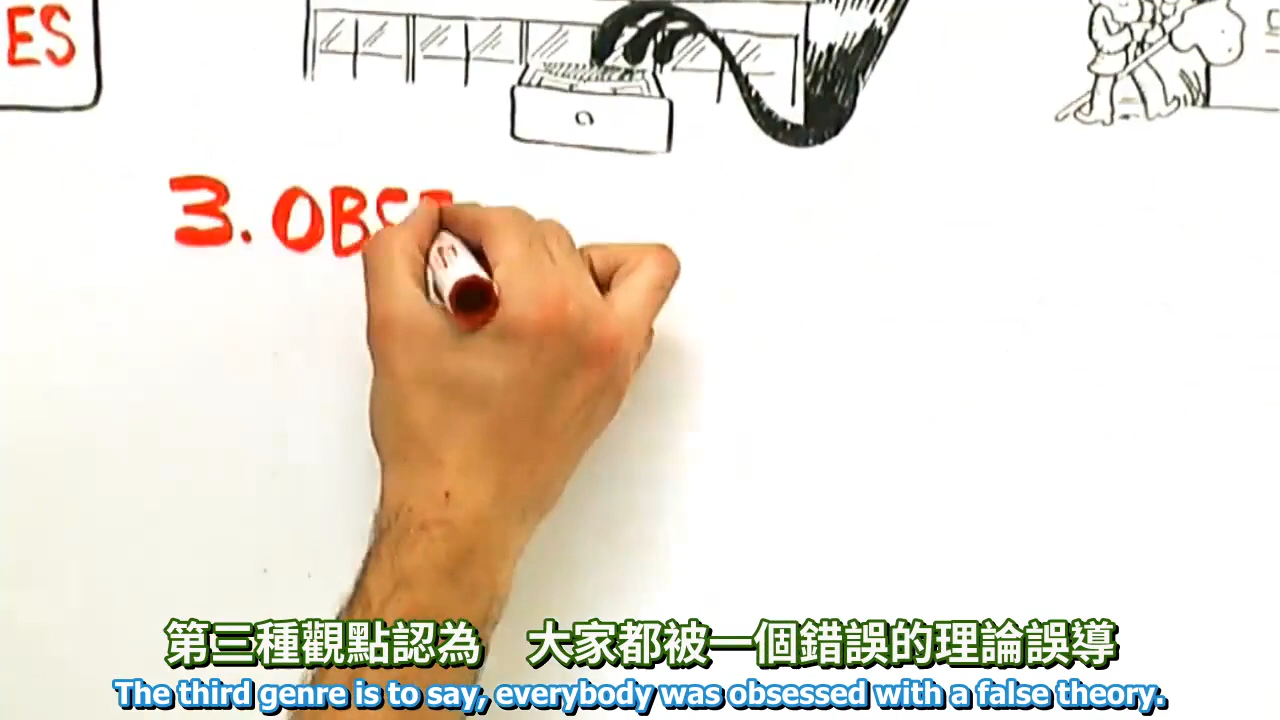 ES
3. OBSE
第三種觀點認為 大家都被一個錯誤的理論誤導
The third genre is to say, everybody was obsessed with a false theory.